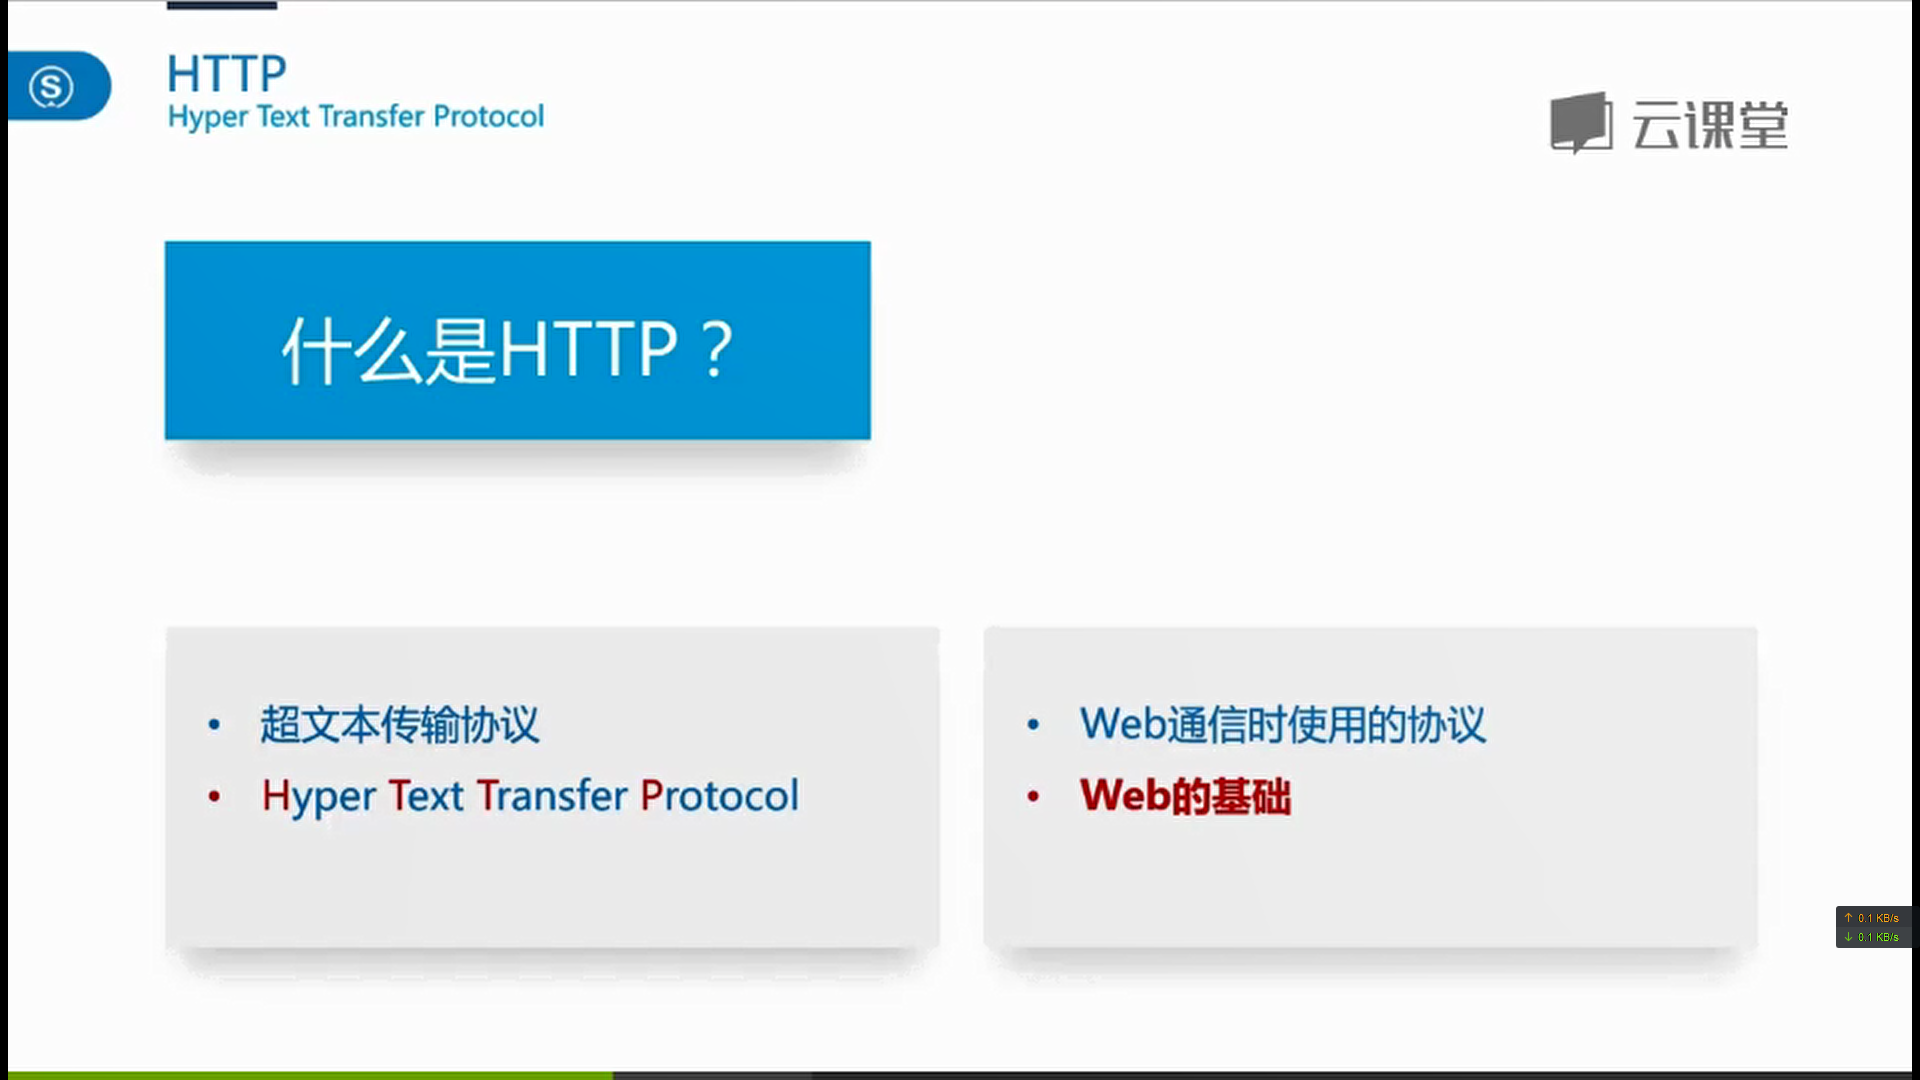 HTTP
Hyper Text Transfer Protocol
S
云课堂
什么是HTTP？
• 超文本传输协议
• Hyper Text Transfer Protocol
• Web通信时使用的协议
• Web的基础
↑ 0.1 KB/s
↓ 0.1 KB/s